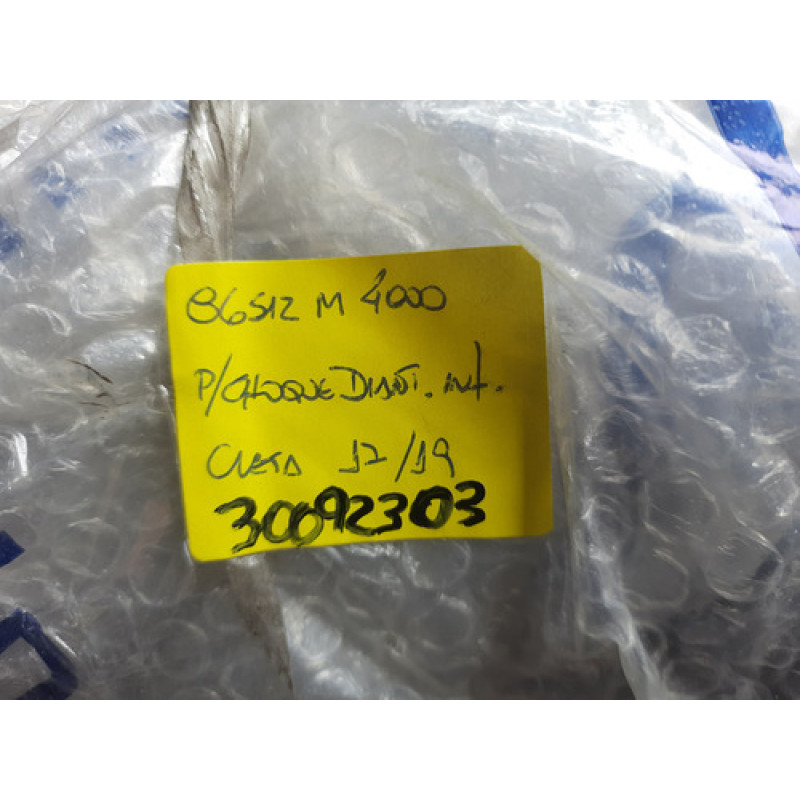 86512 M 4000
P/CHOQUE DIANT. INF.
CRETA 17/19
30092303